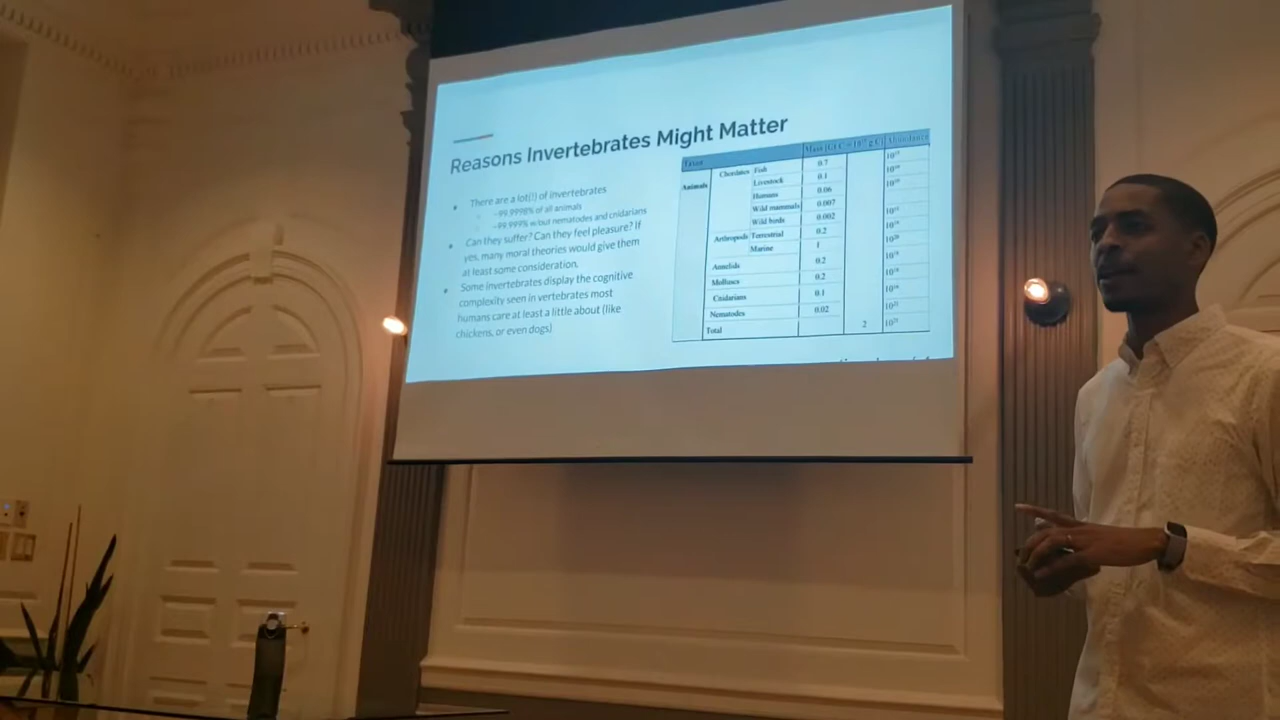 Reasons Invertebrates Might Matter
There are a lot(!) of invertebrates
~99.9998% of all animals
~99.999% w/out nematodes and cnidarians
Can they suffer? Can they feel pleasure? If
yes, many moral theories would give them
at least some consideration.
Some invertebrates display the cognitive
complexity seen in vertebrates most
humans care at least a little about (like
chickens, or even dogs)
Taxon Mass Abundance
Animals Chordates Fish 0.7
Livestock 0.1
Humans 0.06
Wild mammals 0.007
Wild birds 0.002
Arthropods Terrestrial 0.2
Marine 1
Annelids 0.2
Molluscs 0.2
Cnidarians 0.1
Nematodes 0.02
Total 2